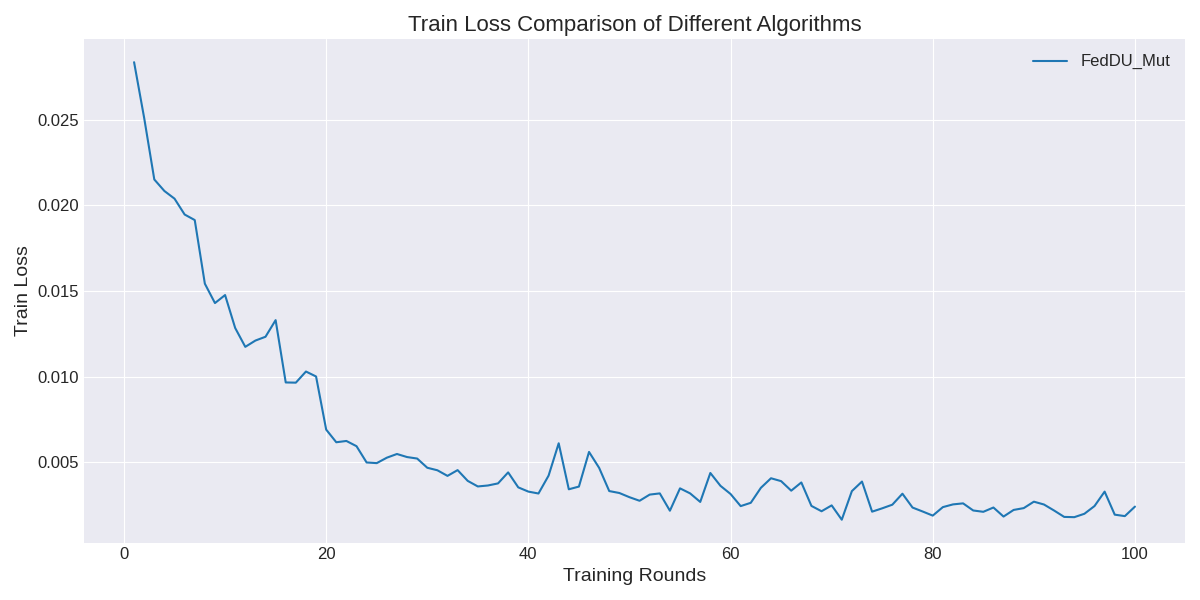 Train Loss Comparison of Different Algorithms
FedDU_Mut
0.025
0.020
0.015
0.010
0.005
Train Loss
0 20 40 60 80 100
Training Rounds